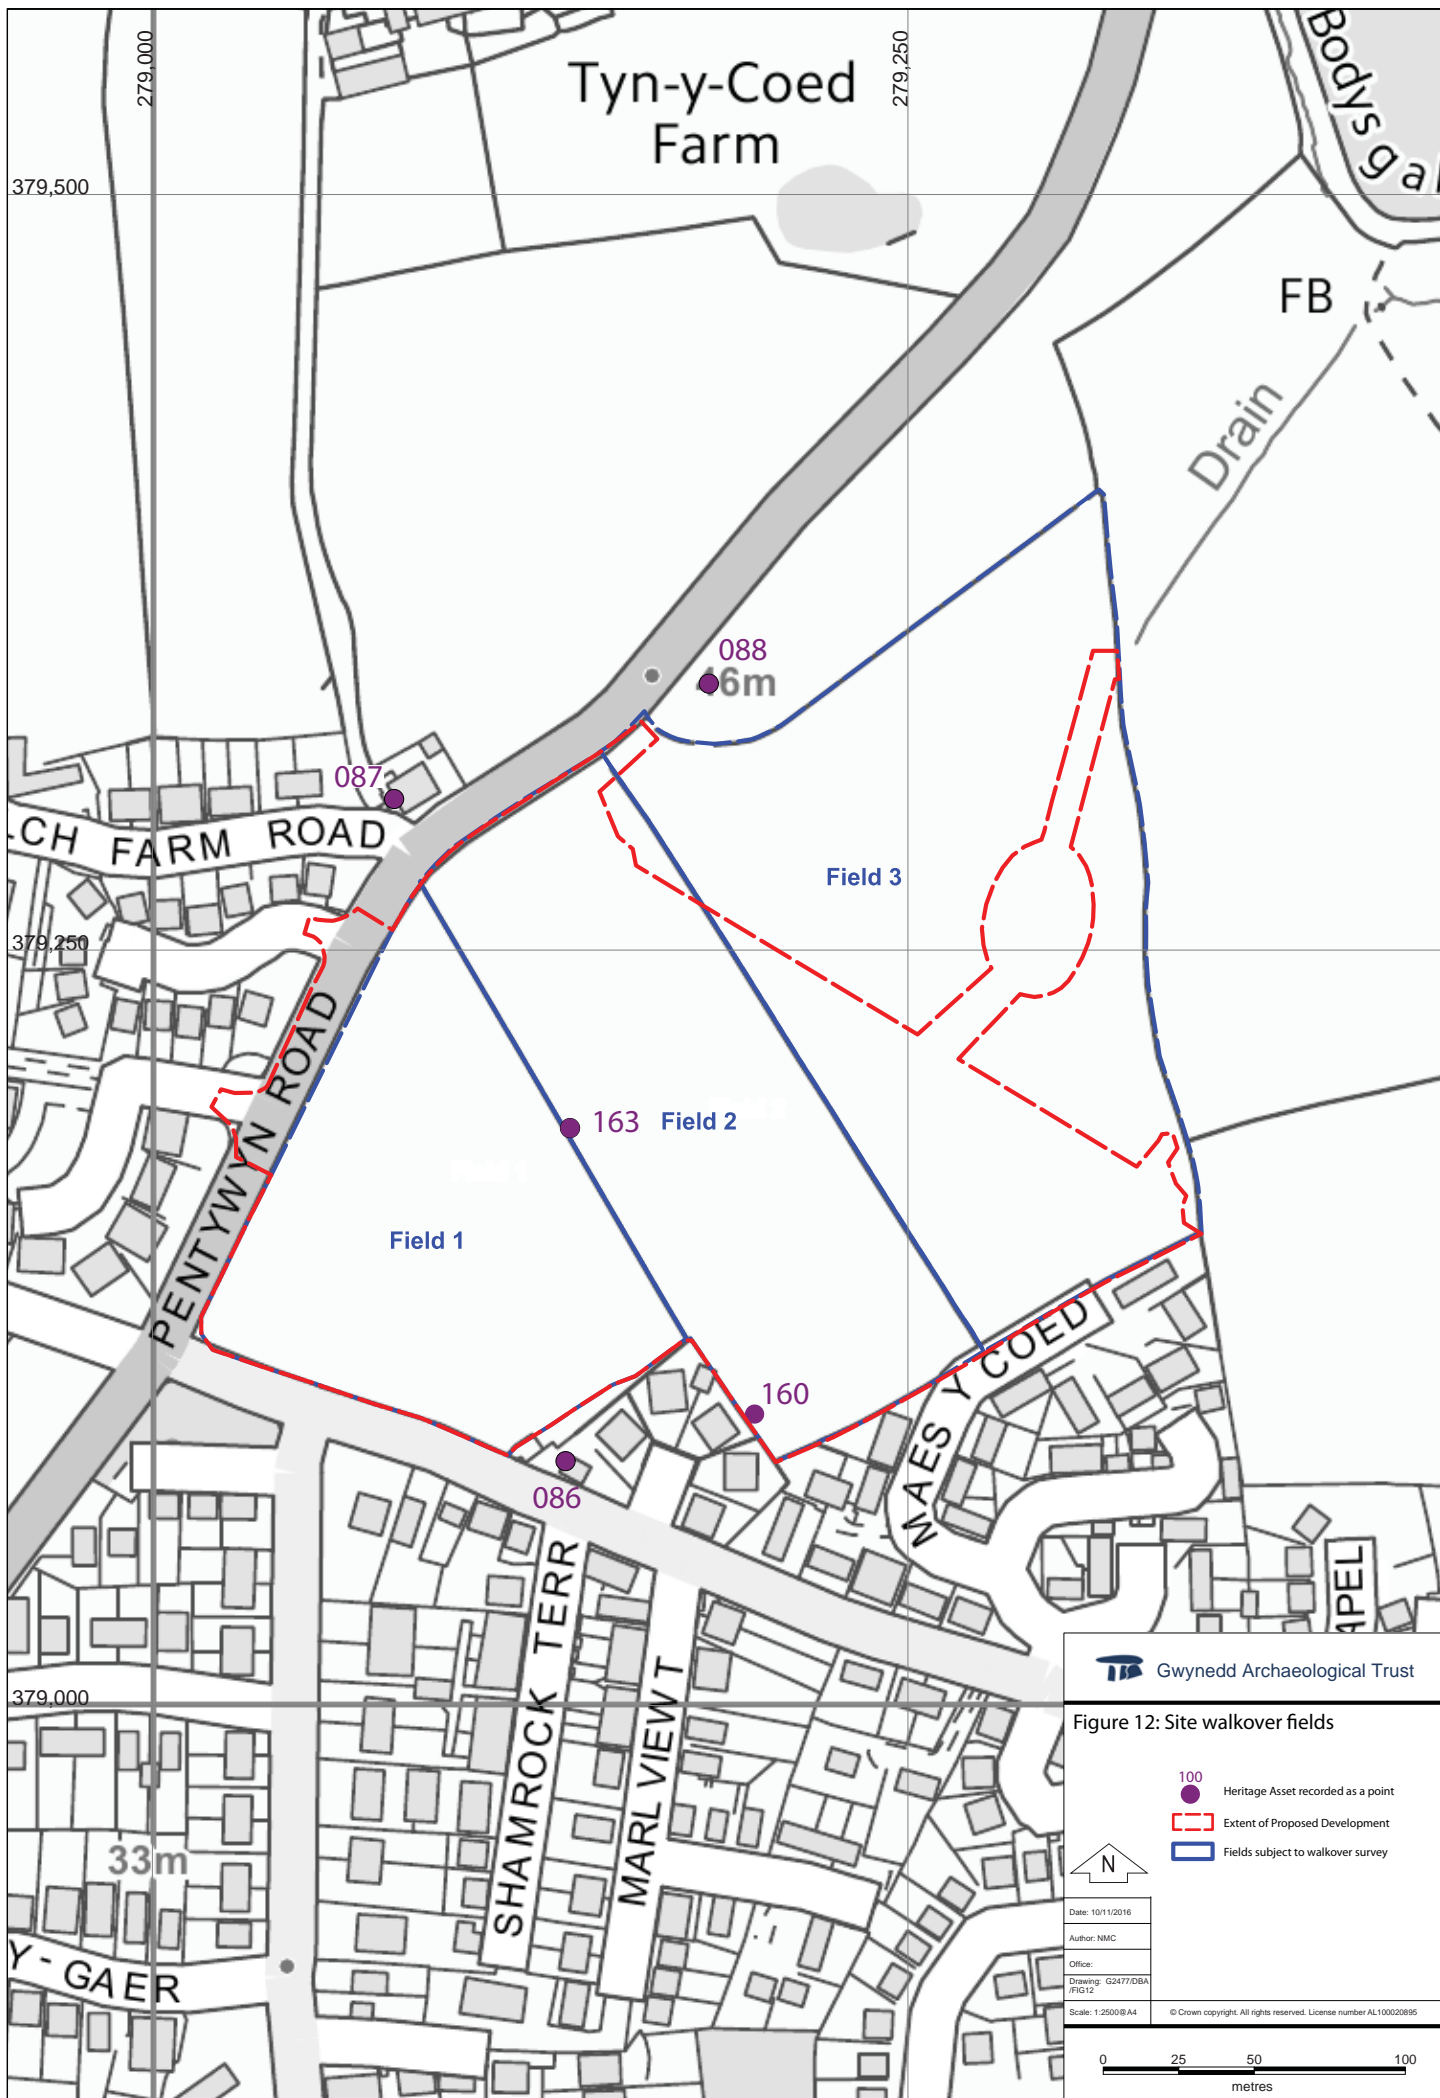 279,000
279,250
Tyn-y-Coed
Farm
379,500
FB
Drain
088
46m
087
FARM ROAD
Field 3
379,250
PENTYWYN ROAD
163
Field 2
Field 1
160
086
MAES Y COED
SHAMROCK TERR
MARL VIEW T
379,000
33m
Y-GAER
Gwynedd Archaeological Trust
Figure 12: Site walkover fields
100
Heritage Asset recorded as a point
Extent of Proposed Development
Fields subject to walkover survey
N
Date: 10/11/2016
Author: NMC
Office:
Drawing: G2477/DBA
/FIG12
Scale: 1:2500@A4
© Crown copyright. All rights reserved. License number AL100020895
0 25 50 100
metres